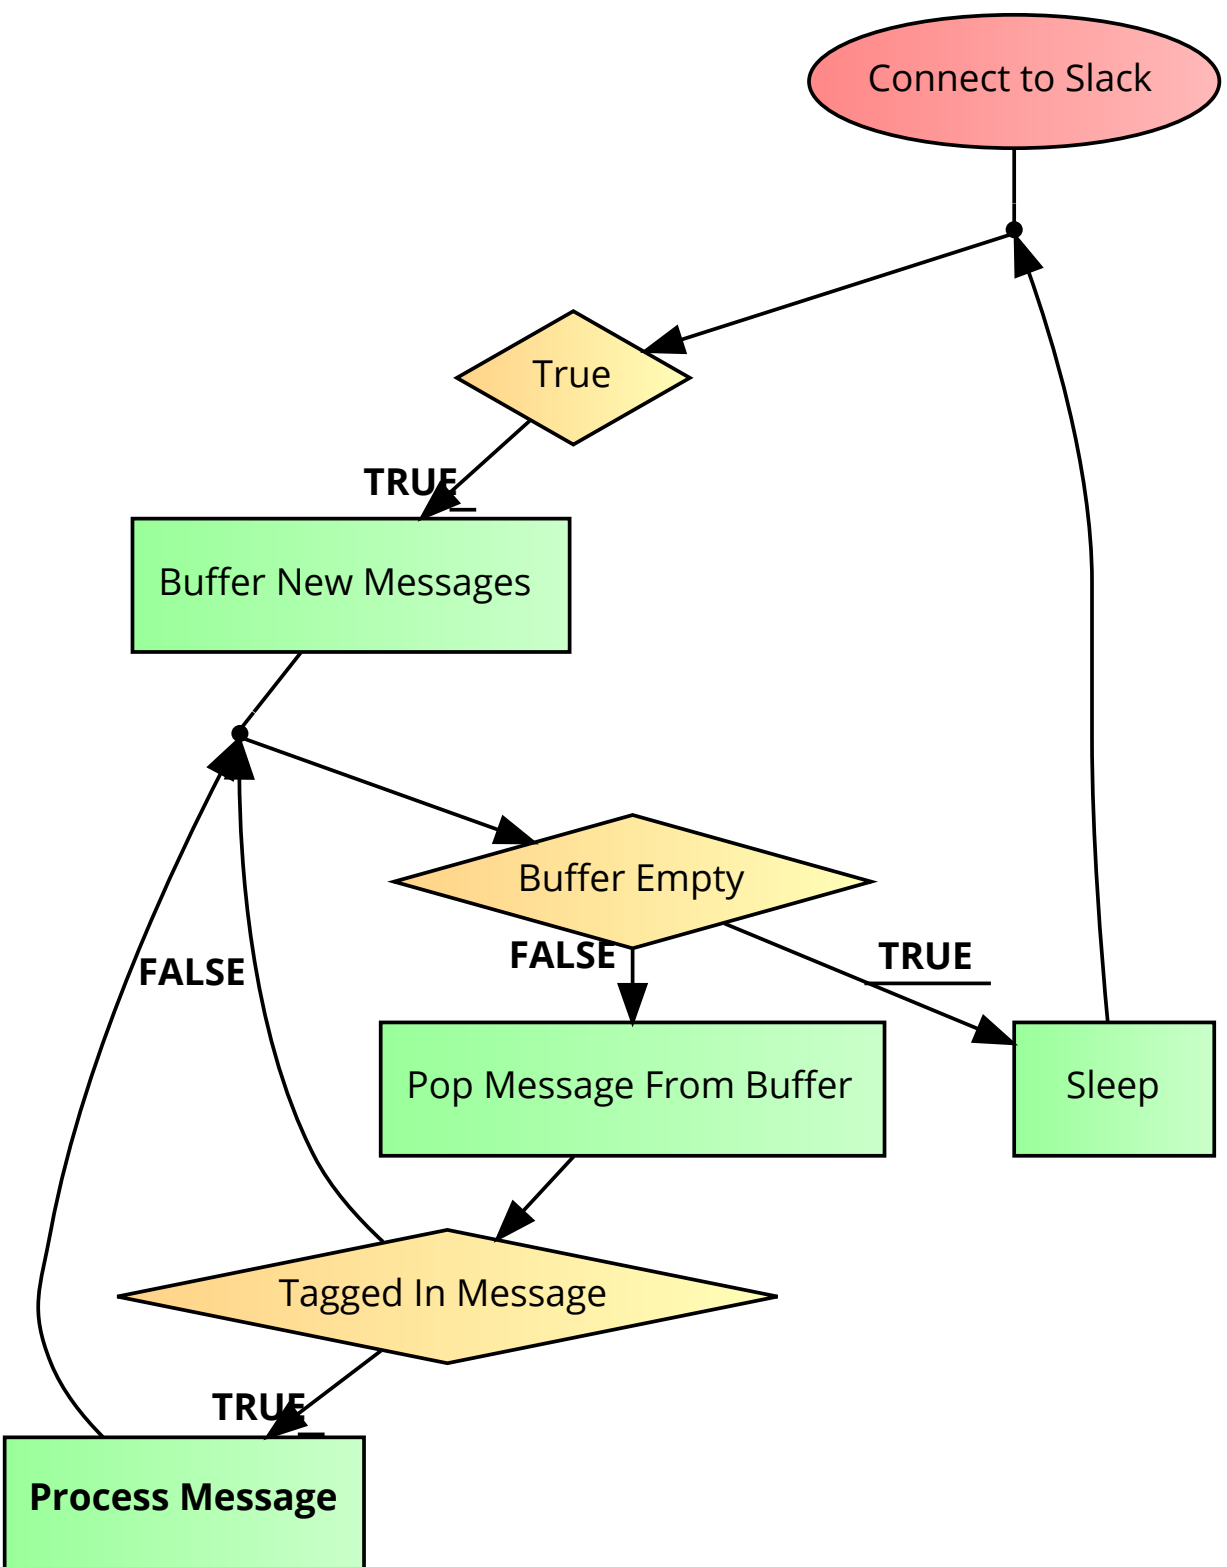 Connect to Slack
True
TRUE
Buffer New Messages
Buffer Empty
FALSE
TRUE
FALSE
Pop Message From Buffer
Sleep
Tagged In Message
TRUE
Process Message